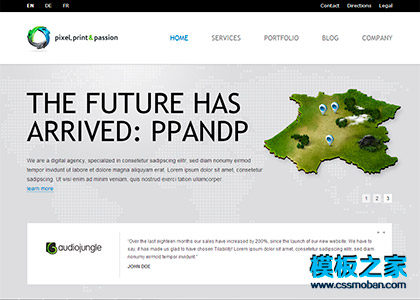 EN DE FR Contact Directions Legal
pixel,print&passion HOME SERVICES PORTFOLIO BLOG COMPANY
THE FUTURE HAS
ARRIVED: PPANDP
We are a digital agency, specialized in consetetur sadipscing elitr, sed diam nonumy eirmod
tempor invidunt ut labore et dolore magna aliquyam erat. Lorem ipsum dolor sit amet, consectetur sadipscing.
Ut wisi enim ad minim veniam, quis nostrud exerci tation ullamcorper.
learn more
1 2 3
audiojungle
"Over the last eighteen months our sales have increased by 200%, since the launch of our new website. We have to
say. It has made us glad to have chosen Titability! Lorem ipsum dolor sit amet, consetetur sadipscing elitr, sed diam
nonumy eirmod tempor invidunt."
JOHN DOE
模板之家
www.cssmoban.com